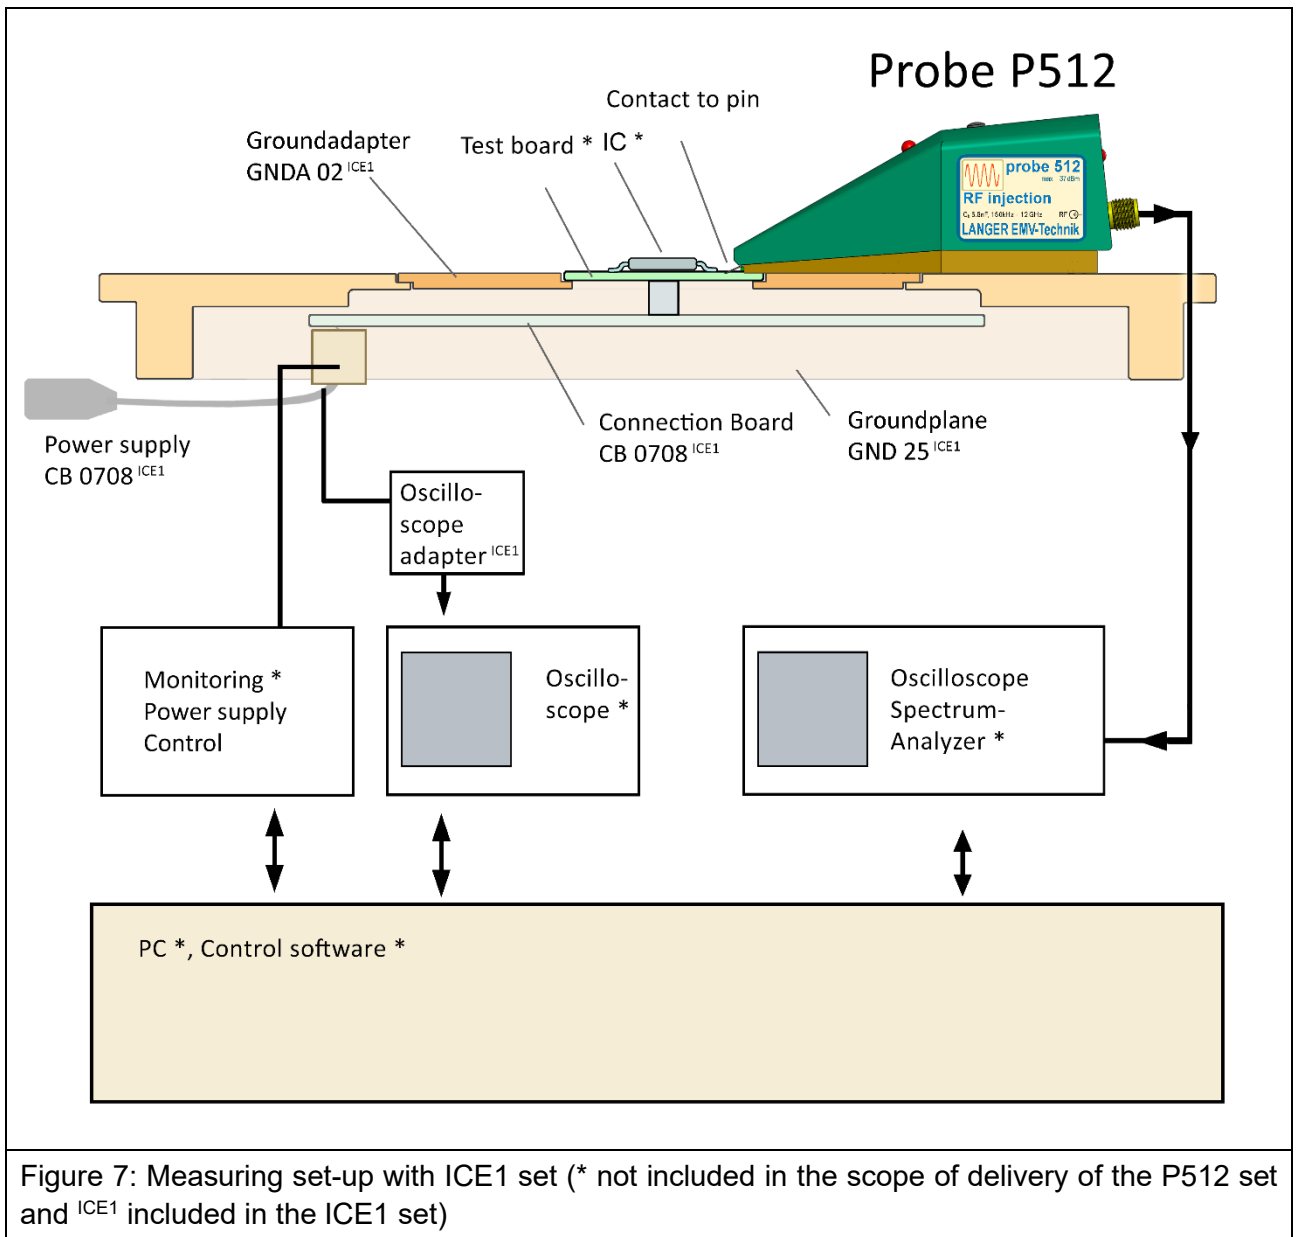 Probe P512
Contact to pin
Groundadapter
GNDA 02 ICE1
Test board * IC *
probe 512
max 37dBm
RF injection
LANGER EMV-Technik
Power supply
CB 0708 ICE1
Connection Board
CB 0708 ICE1
Groundplane
GND 25 ICE1
Oscillo-
scope
adapter ICE1
Monitoring *
Power supply
Control
Oscillo-
scope *
Oscilloscope
Spectrum-
Analyzer *
PC *, Control software *
Figure 7: Measuring set-up with ICE1 set (* not included in the scope of delivery of the P512 set
and ICE1 included in the ICE1 set)